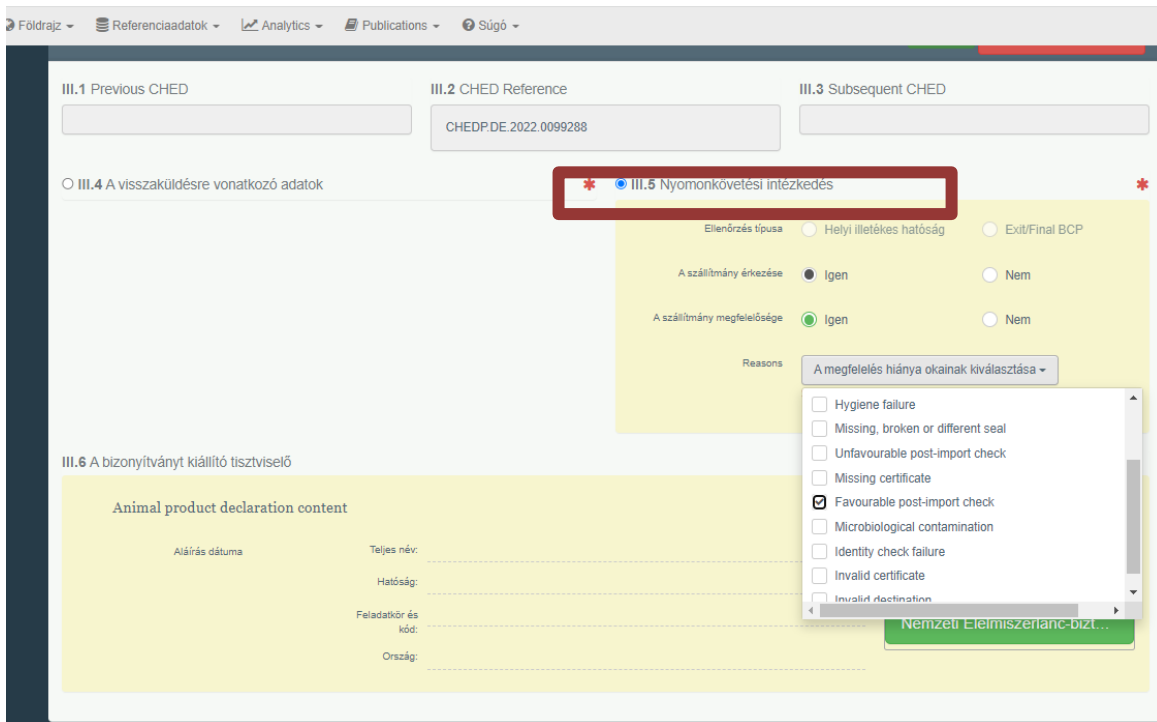 Földrajz Referenciaadatok Analytics Publications Súgó
III.1 Previous CHED III.2 CHED Reference III.3 Subsequent CHED
CHEDP.DE.2022.0099288
III.4 A visszaküldésre vonatkozó adatok * III.5 Nyomonkövetési intézkedés *
Ellenőrzés típusa Helyi illetékes hatóság Exit/Final BCP
A szállítmány érkezése Igen Nem
A szállítmány megfelelősége Igen Nem
Reasons A megfelelés hiánya okainak kiválasztása
Hygiene failure
Missing, broken or different seal
Unfavourable post-import check
Missing certificate
Favourable post-import check
Microbiological contamination
Identity check failure
Invalid certificate
Invalid destination
III.6 A bizonyítványt kiállító tisztviselő
Animal product declaration content
Aláírás dátuma Teljes név:
Hatóság:
Feladatkör és
kód:
Ország:
Nemzeti Élelmiszerlánc-bizt...